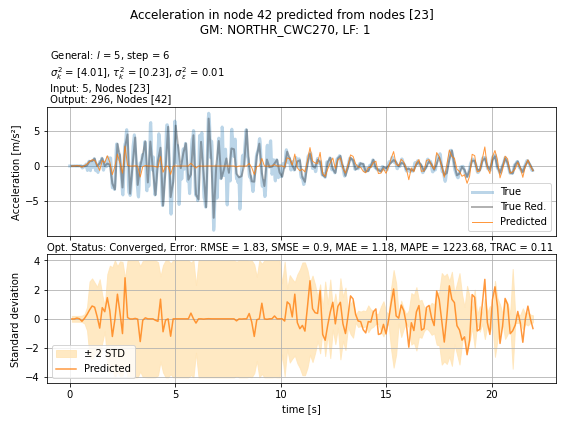 Acceleration in node 42 predicted from nodes [23]
GM: NORTHR_CWC270, LF: 1
General: l = 5, step = 6
σ²ₖ = [4.01], τ²ₖ = [0.23], σ²ε = 0.01
Input: 5, Nodes [23]
Output: 296, Nodes [42]
Acceleration [m/s²]
5
0
−5
True
True Red.
Predicted
Opt. Status: Converged, Error: RMSE = 1.83, SMSE = 0.9, MAE = 1.18, MAPE = 1223.68, TRAC = 0.11
Standard deviation
4
2
0
−2
−4
± 2 STD
Predicted
0 5 10 15 20
time [s]